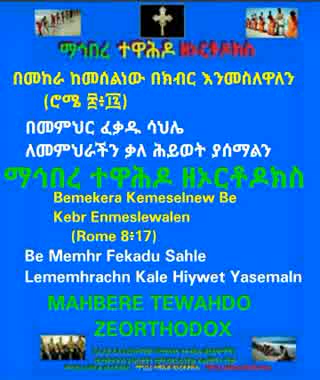 ማኅበረ ተዋሕዶ ዘኦርቶዶክስ
በመከራ ከመሰልነው በክብር እንመስለዋለን
(ሮሜ ፰፥፲፯)
በመምህር ፈቃዱ ሳህሌ
ለመምህራችን ቃለ ሕይወት ያሰማልን
ማኅበረ ተዋሕዶ ዘኦርቶዶክስ
Bemekera Kemeselnew Be
Kebr Enmeslewalen
(Rome 8፥17)
Be Memhr Fekadu Sahle
Lememhrachn Kale Hiywet Yasemaln
MAHBERE TEWAHDO
ZEORTHODOX